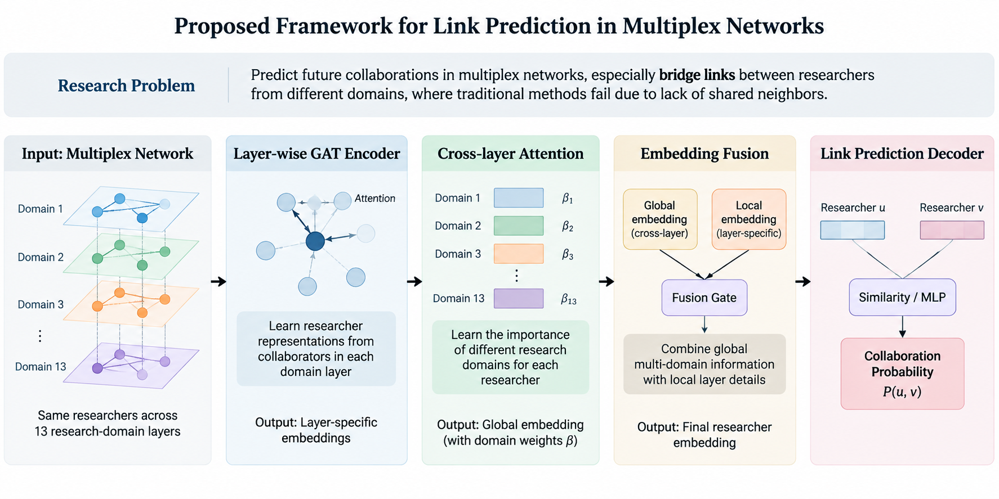 Proposed Framework for Link Prediction in Multiplex Networks
Research Problem
Predict future collaborations in multiplex networks, especially bridge links between researchers
from different domains, where traditional methods fail due to lack of shared neighbors.
Input: Multiplex Network
Domain 1
Domain 2
Domain 3
⋮
Domain 13
Same researchers across
13 research-domain layers
Layer-wise GAT Encoder
Attention
Learn researcher
representations from
collaborators in each
domain layer
Output: Layer-specific
embeddings
Cross-layer Attention
Domain 1 β₁
Domain 2 β₂
Domain 3 β₃
⋮
Domain 13 β₁₃
Learn the importance
of different research
domains for each
researcher
Output: Global embedding
(with domain weights β)
Embedding Fusion
Global
embedding
(cross-layer)
Local
embedding
(layer-specific)
Fusion Gate
Combine global
multi-domain information
with local layer details
Output: Final researcher
embedding
Link Prediction Decoder
Researcher u
Researcher v
Similarity / MLP
Collaboration
Probability
P(u, v)